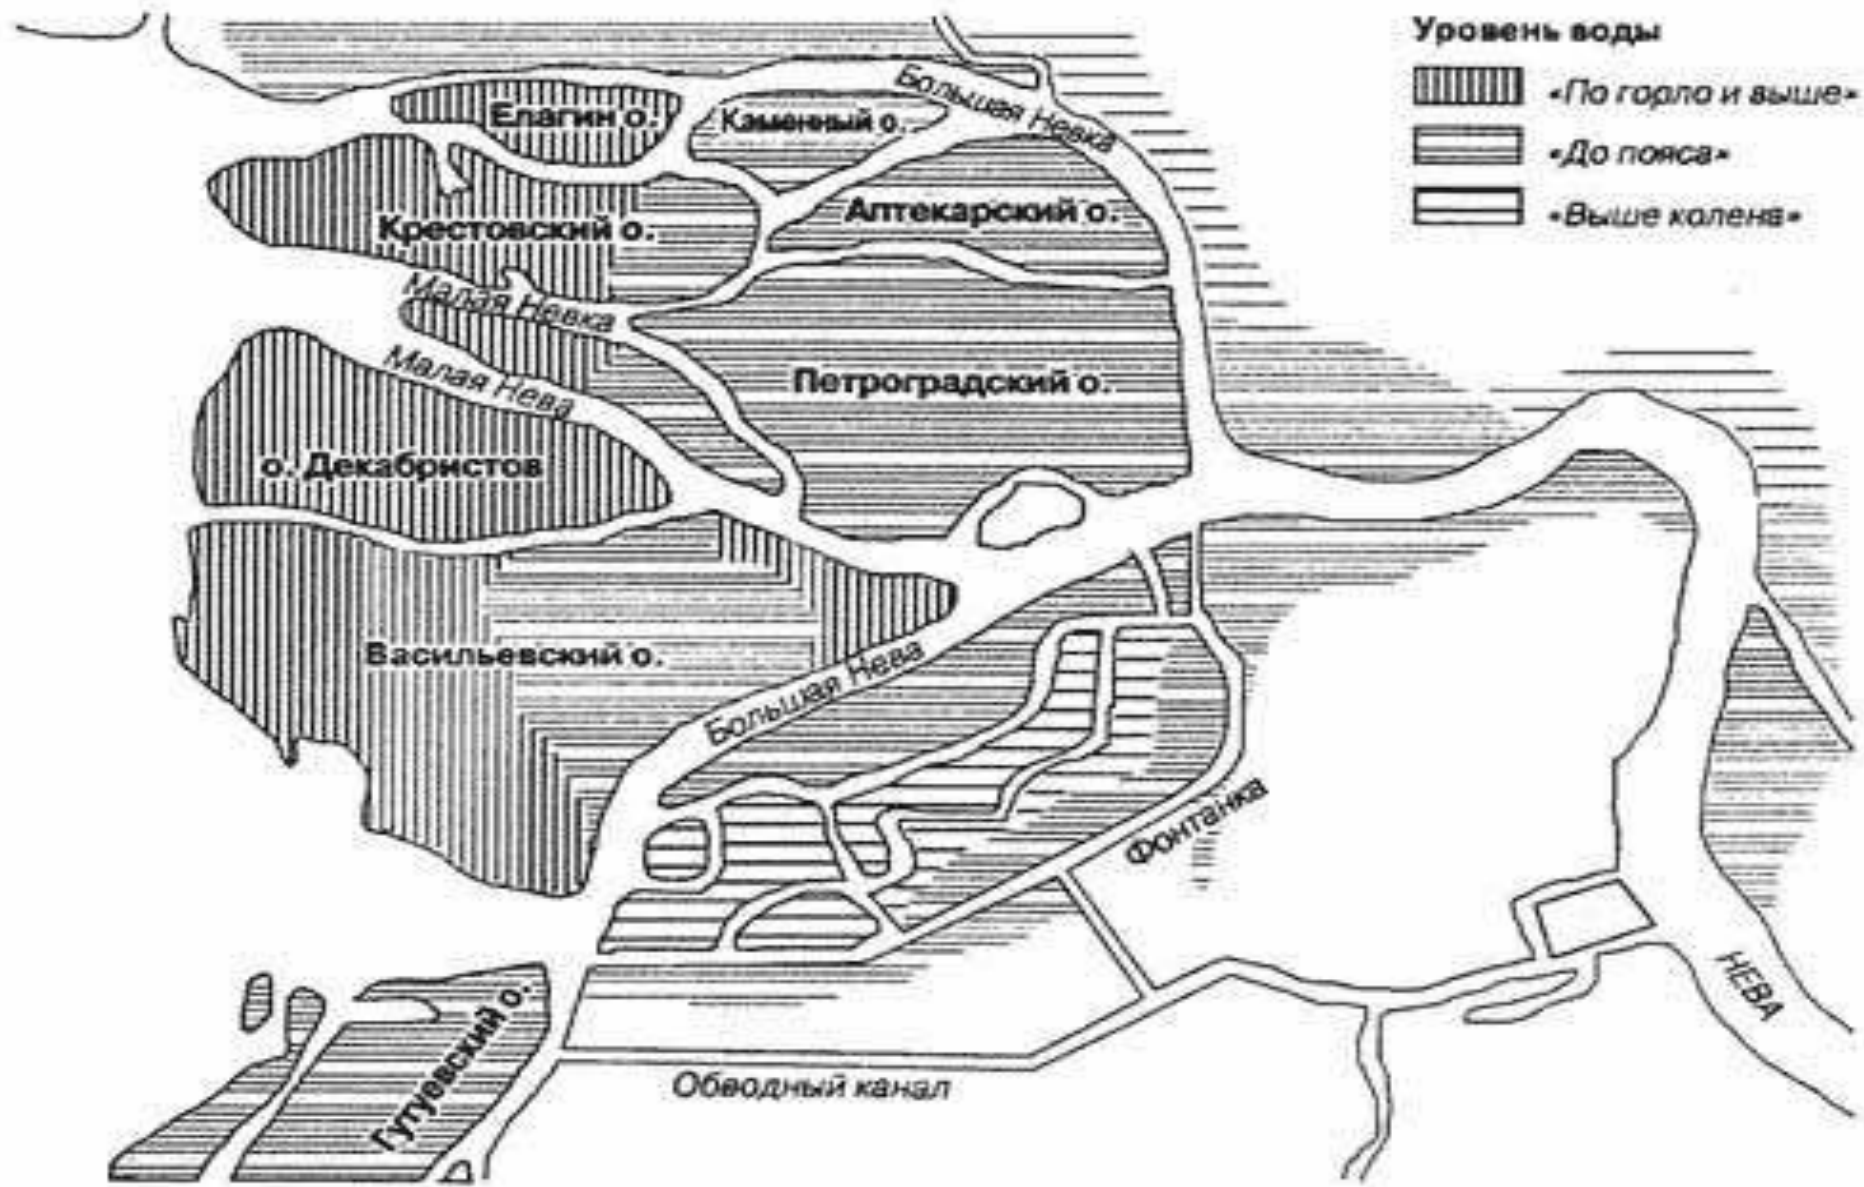 Уровень воды
«По горло и выше»
«До пояса»
«Выше колена»
Большая Невка
Елагин о.
Каменный о.
Крестовский о.
Аптекарский о.
Малая Невка
Малая Нева
Петроградский о.
о. Декабристов
Васильевский о.
Большая Нева
Фонтанка
НЕВА
Гутуевский о.
Обводный канал